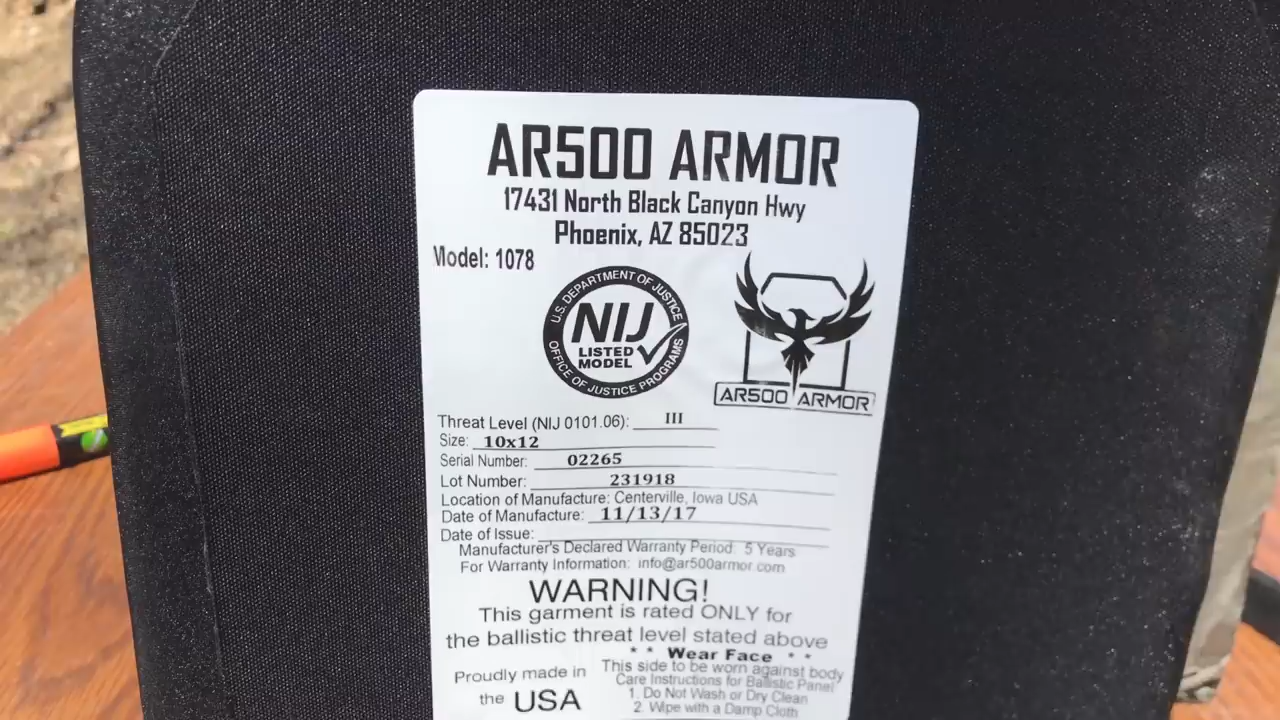 AR500 ARMOR
17431 North Black Canyon Hwy
Phoenix, AZ 85023
Model: 1078
U.S. DEPARTMENT OF JUSTICE
NIJ
LISTED
MODEL
OFFICE OF JUSTICE PROGRAMS
AR500 ARMOR
Threat Level (NIJ 0101.06): III
Size: 10x12
Serial Number: 02265
Lot Number: 231918
Location of Manufacture: Centerville, Iowa USA
Date of Manufacture: 11/13/17
Date of Issue:
Manufacturer's Declared Warranty Period: 5 Years
For Warranty Information: info@ar500armor.com
WARNING!
This garment is rated ONLY for
the ballistic threat level stated above
Proudly made in
the USA
* * Wear Face * *
This side to be worn against body
Care Instructions for Ballistic Panel
1. Do Not Wash or Dry Clean
2. Wipe with a Damp Cloth